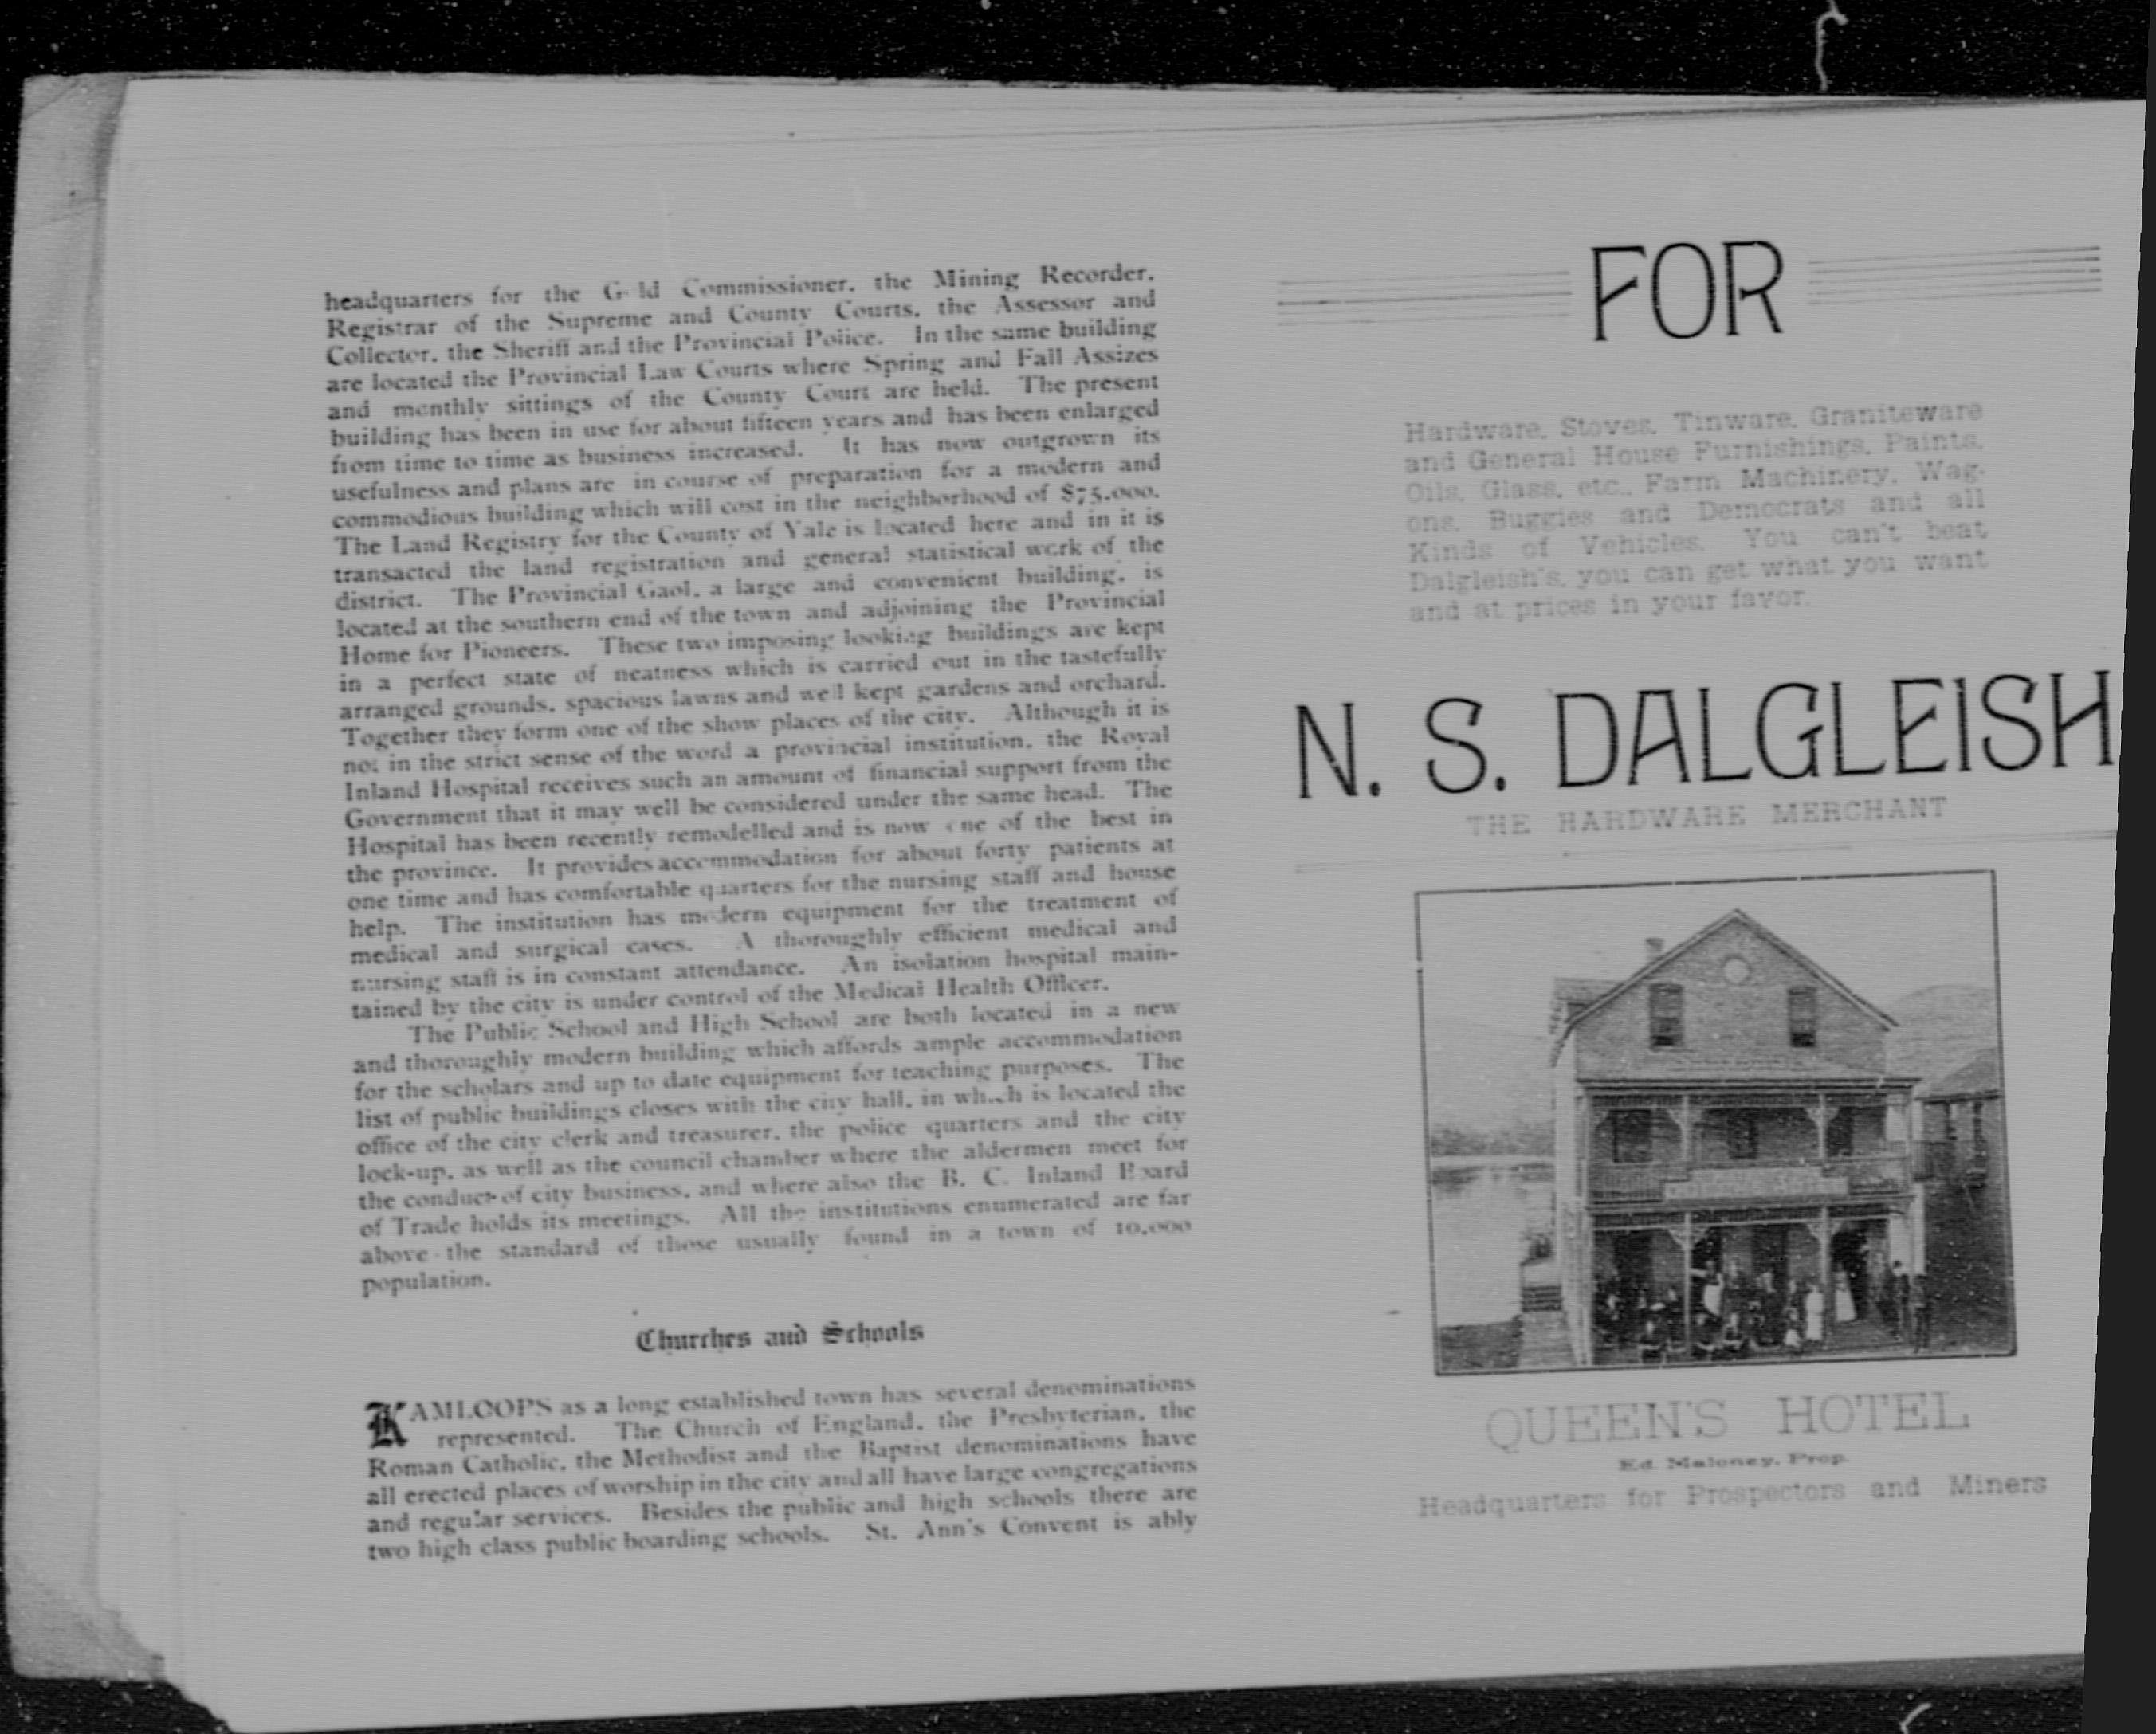 headquarters for the Gold Commissioner, the Mining Recorder,
Registrar of the Supreme and County Courts, the Assessor and
Collector, the Sheriff and the Provincial Police. In the same building
are located the Provincial Law Courts where Spring and Fall Assizes
and monthly sittings of the County Court are held. The present
building has been in use for about fifteen years and has been enlarged
from time to time as business increased. It has now outgrown its
usefulness and plans are in course of preparation for a modern and
commodious building which will cost in the neighborhood of $75,000.
The Land Registry for the County of Yale is located here and in it is
transacted the land registration and general statistical work of the
district. The Provincial Gaol, a large and convenient building, is
located at the southern end of the town and adjoining the Provincial
Home for Pioneers. These two imposing looking buildings are kept
in a perfect state of neatness which is carried out in the tastefully
arranged grounds, spacious lawns and well kept gardens and orchard.
Together they form one of the show places of the city. Although it is
not in the strict sense of the word a provincial institution, the Royal
Inland Hospital receives such an amount of financial support from the
Government that it may well be considered under the same head. The
Hospital has been recently remodelled and is now one of the best in
the province. It provides accommodation for about forty patients at
one time and has comfortable quarters for the nursing staff and house
help. The institution has modern equipment for the treatment of
medical and surgical cases. A thoroughly efficient medical and
nursing staff is in constant attendance. An isolation hospital main-
tained by the city is under control of the Medical Health Officer.
The Public School and High School are both located in a new
and thoroughly modern building which affords ample accommodation
for the scholars and up to date equipment for teaching purposes. The
list of public buildings closes with the city hall, in which is located the
office of the city clerk and treasurer, the police quarters and the city
lock-up, as well as the council chamber where the aldermen meet for
the conduct of city business, and where also the B. C. Inland Board
of Trade holds its meetings. All the institutions enumerated are far
above the standard of those usually found in a town of 10,000
population.
Churches and Schools
KAMLOOPS as a long established town has several denominations
represented. The Church of England, the Presbyterian, the
Roman Catholic, the Methodist and the Baptist denominations have
all erected places of worship in the city and all have large congregations
and regular services. Besides the public and high schools there are
two high class public boarding schools. St. Ann's Convent is ably
FOR
Hardware, Stoves, Tinware, Graniteware
and General House Furnishings, Paints,
Oils, Glass, etc., Farm Machinery, Wag-
ons, Buggies and Democrats and all
Kinds of Vehicles. You can't beat
Dalgleish's, you can get what you want
and at prices in your favor.
N. S. DALGLEISH
THE HARDWARE MERCHANT
QUEEN'S HOTEL
Ed. Maloney, Prop.
Headquarters for Prospectors and Miners